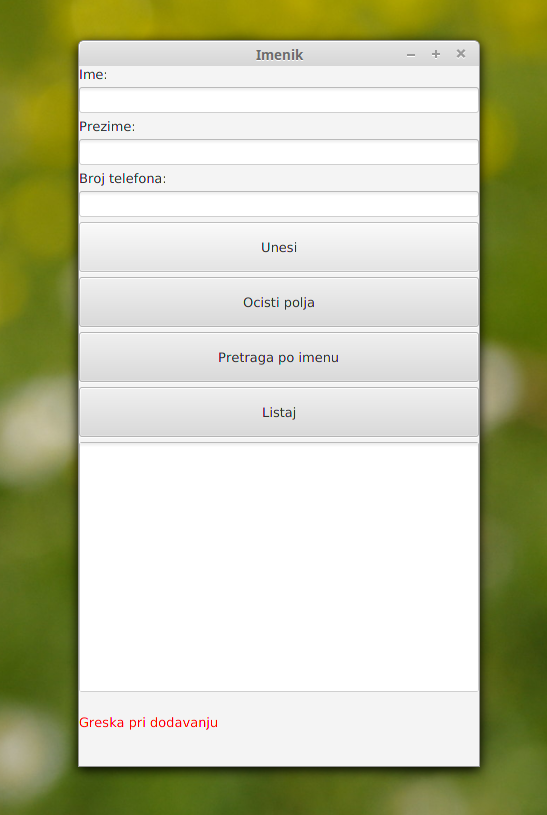 Imenik
Ime:
Prezime:
Broj telefona:
Unesi
Ocisti polja
Pretraga po imenu
Listaj
Greska pri dodavanju